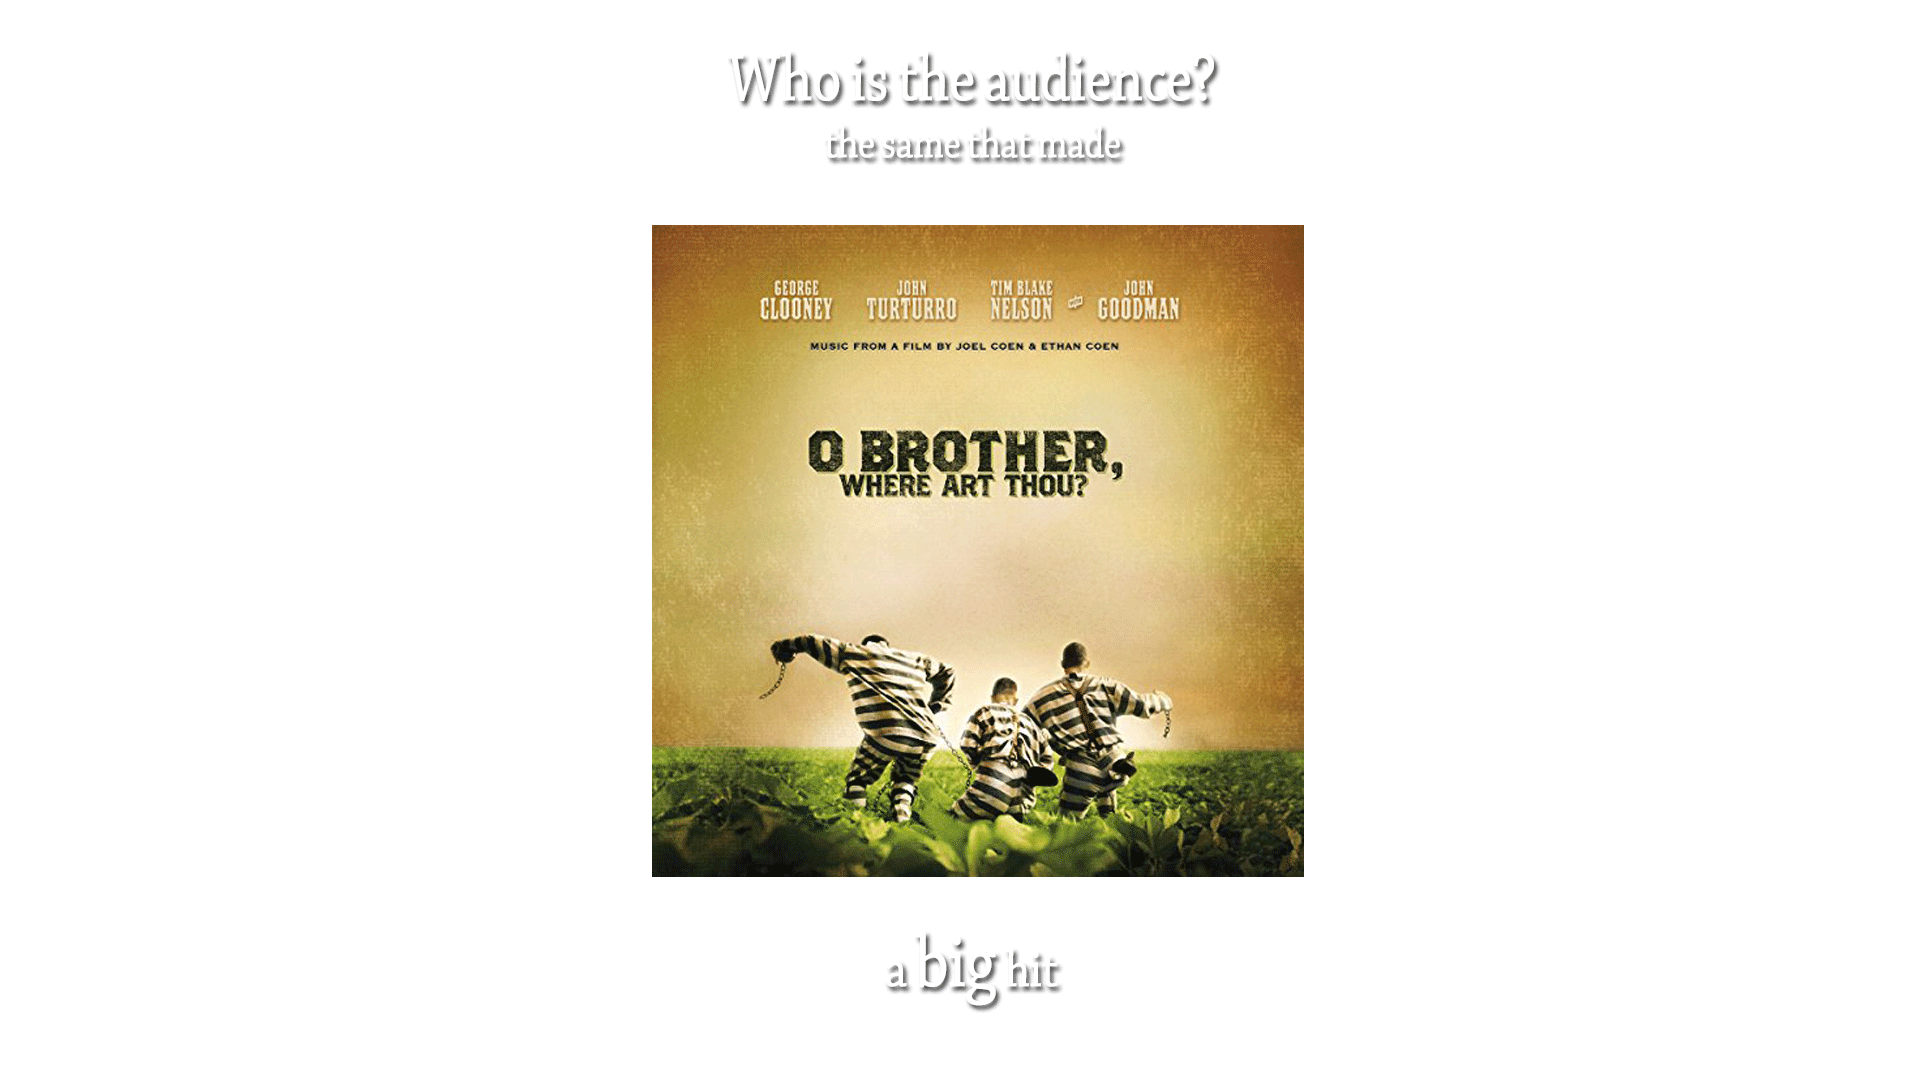 Who is the audience?
the same that made
GEORGE CLOONEY JOHN TURTURRO TIM BLAKE NELSON and JOHN GOODMAN
MUSIC FROM A FILM BY JOEL COEN & ETHAN COEN
O BROTHER,
WHERE ART THOU?
a big hit